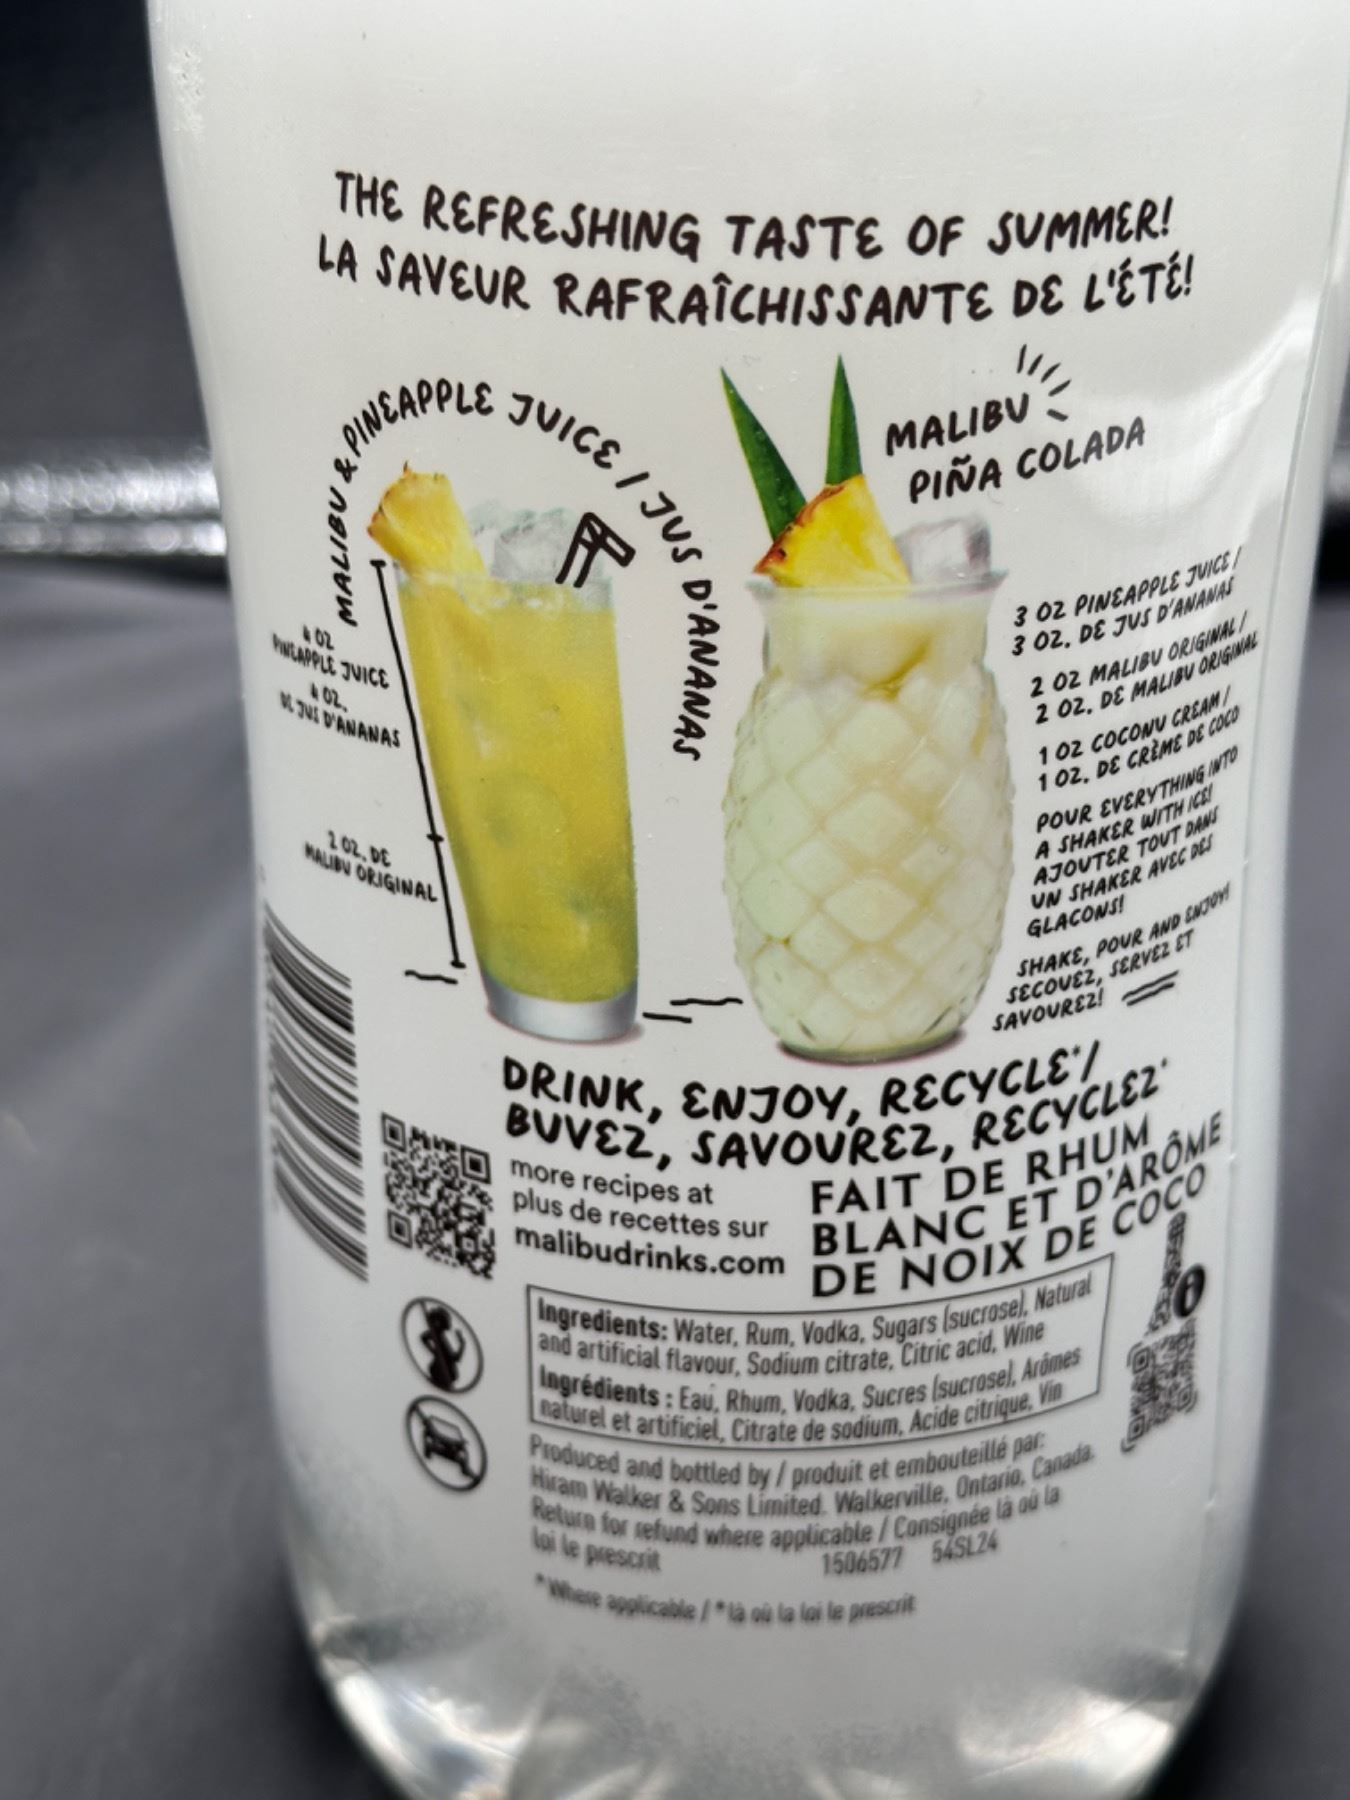 THE REFRESHING TASTE OF SUMMER!
LA SAVEUR RAFRAÎCHISSANTE DE L'ÉTÉ!
MALIBU & PINEAPPLE JUICE / JUS D'ANANAS
4 OZ
PINEAPPLE JUICE
4 OZ.
DE JUS D'ANANAS
2 OZ. DE
MALIBU ORIGINAL
MALIBU
PIÑA COLADA
3 OZ PINEAPPLE JUICE /
3 OZ. DE JUS D'ANANAS
2 OZ MALIBU ORIGINAL /
2 OZ. DE MALIBU ORIGINAL
1 OZ COCONU CREAM /
1 OZ. DE CRÈME DE COCO
POUR EVERYTHING INTO
A SHAKER WITH ICE!
AJOUTER TOUT DANS
UN SHAKER AVEC DES
GLACONS!
SHAKE, POUR AND ENJOY!
SECOUEZ, SERVEZ ET
SAVOUREZ!
DRINK, ENJOY, RECYCLE*/
BUVEZ, SAVOUREZ, RECYCLEZ*
more recipes at
plus de recettes sur
malibudrinks.com
FAIT DE RHUM
BLANC ET D'ARÔME
DE NOIX DE COCO
Ingredients: Water, Rum, Vodka, Sugars (sucrose), Natural
and artificial flavour, Sodium citrate, Citric acid, Wine
Ingrédients : Eau, Rhum, Vodka, Sucres (sucrose), Arômes
naturel et artificiel, Citrate de sodium, Acide citrique, Vin
Produced and bottled by / produit et embouteillé par:
Hiram Walker & Sons Limited. Walkerville, Ontario, Canada.
Return for refund where applicable / Consignée là où la
loi le prescrit
1506577 54SL24
*Where applicable / *là où la loi le prescrit